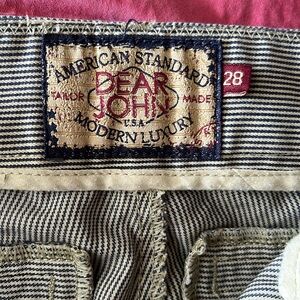 AMERICAN STANDARD
DEAR
TAILOR MADE
JOHN
U.S.A.
MODERN LUXURY
28